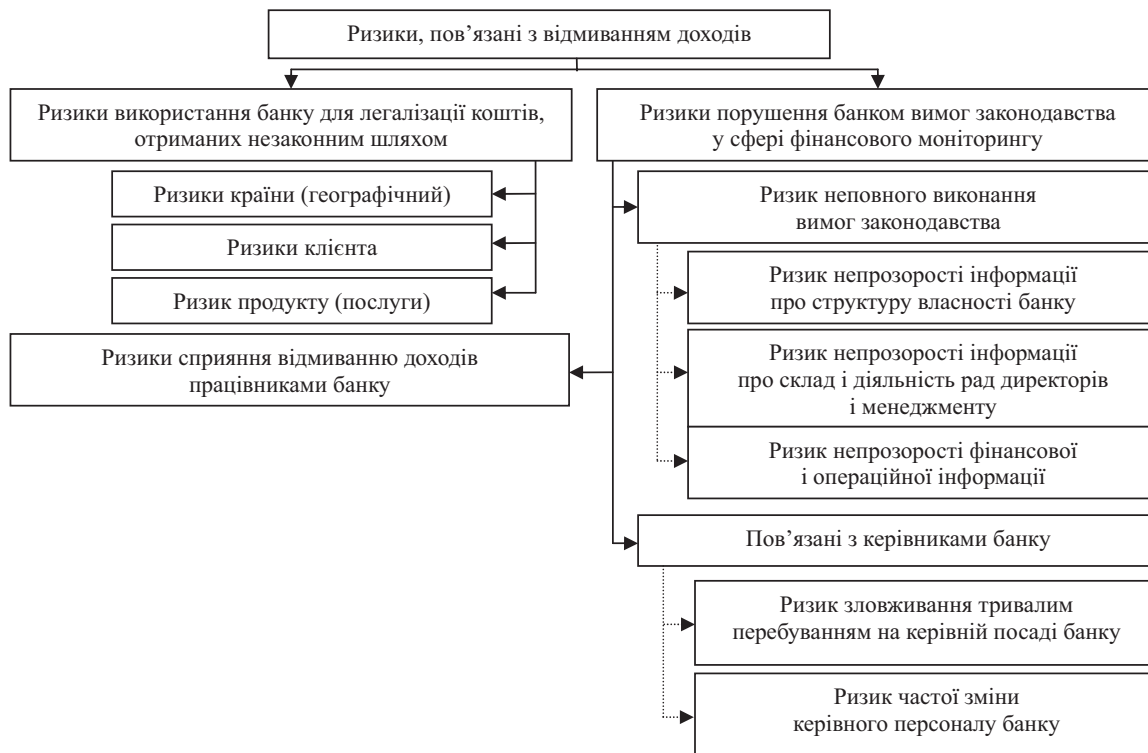 Ризики, пов’язані з відмиванням доходів
Ризики використання банку для легалізації коштів,
отриманих незаконним шляхом
Ризики країни (географічний)
Ризики клієнта
Ризик продукту (послуги)
Ризики сприяння відмиванню доходів
працівниками банку
Ризики порушення банком вимог законодавства
у сфері фінансового моніторингу
Ризик неповного виконання
вимог законодавства
Ризик непрозорості інформації
про структуру власності банку
Ризик непрозорості інформації
про склад і діяльність рад директорів
і менеджменту
Ризик непрозорості фінансової
і операційної інформації
Пов’язані з керівниками банку
Ризик зловживання тривалим
перебуванням на керівній посаді банку
Ризик частої зміни
керівного персоналу банку